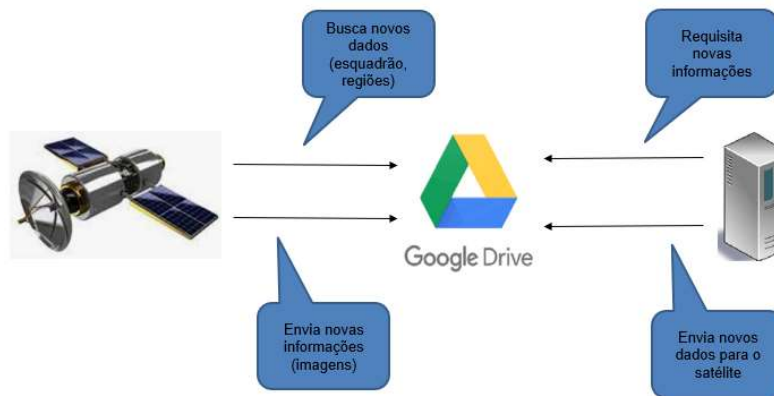 Busca novos
dados
(esquadrão,
regiões)
Requisita
novas
informações
Google Drive
Envia novas
informações
(imagens)
Envia novos
dados para o
satélite